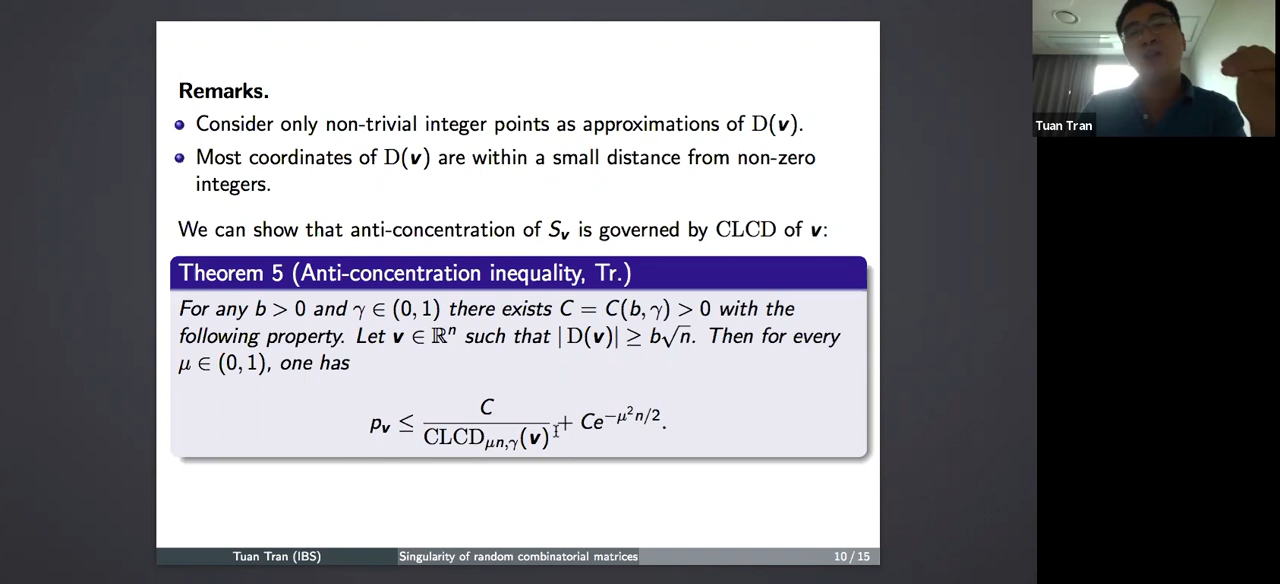 Remarks.
Consider only non-trivial integer points as approximations of D(v).
Most coordinates of D(v) are within a small distance from non-zero
integers.
We can show that anti-concentration of S_v is governed by CLCD of v:
Theorem 5 (Anti-concentration inequality, Tr.)
For any b > 0 and γ ∈ (0, 1) there exists C = C(b, γ) > 0 with the
following property. Let v ∈ ℝⁿ such that |D(v)| ≥ b√n. Then for every
μ ∈ (0, 1), one has
p_v ≤ C / CLCD_{μn,γ}(v) + Ce^{−μ²n/2}.
Tuan Tran (IBS) Singularity of random combinatorial matrices 10 / 15
Tuan Tran